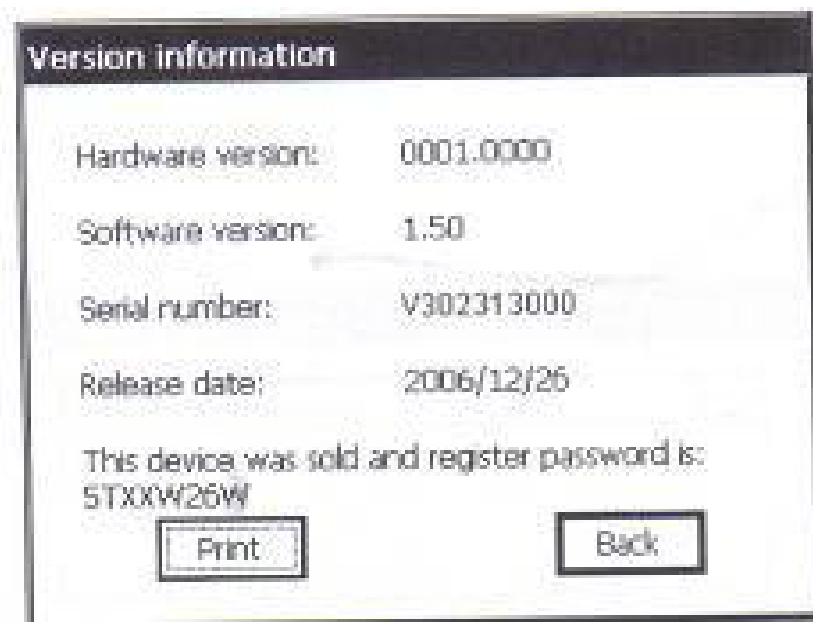 Version information
Hardware version: 0001.0000
Software version: 1.50
Serial number: V302313000
Release date: 2006/12/26
This device was sold and register password is:
5TXXW26W
Print Back